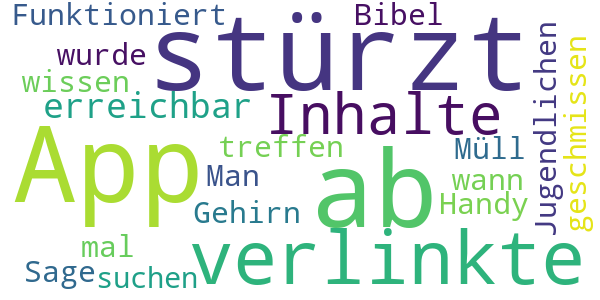 Funktioniert Bibel
wurde stürzt
wissen
erreichbar Inhalte
Jugendlichen
geschmissen
App treffen Müll
Man ab wann
Gehirn Handy
mal verlinkte
Sage suchen